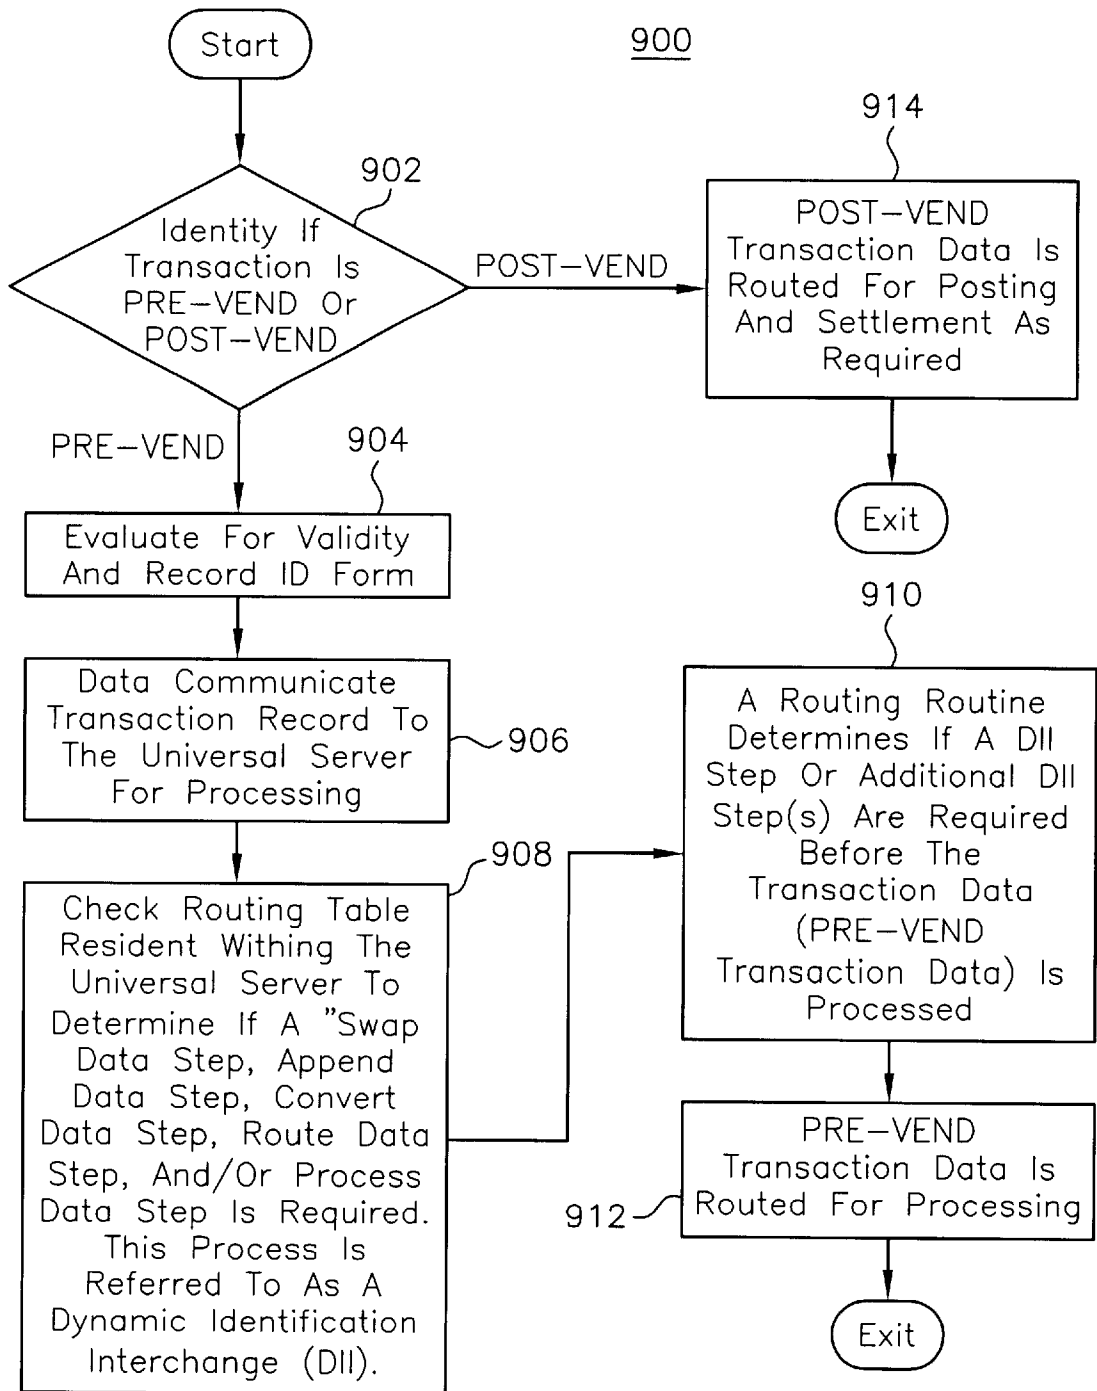 Start
900
902
Identity If
Transaction Is
PRE-VEND Or
POST-VEND
POST-VEND
914
POST-VEND
Transaction Data Is
Routed For Posting
And Settlement As
Required
Exit
PRE-VEND
904
Evaluate For Validity
And Record ID Form
Data Communicate
Transaction Record To
The Universal Server
For Processing
906
908
Check Routing Table
Resident Withing The
Universal Server To
Determine If A "Swap
Data Step, Append
Data Step, Convert
Data Step, Route Data
Step, And/Or Process
Data Step Is Required.
This Process Is
Referred To As A
Dynamic Identification
Interchange (DII).
910
A Routing Routine
Determines If A DII
Step Or Additional DII
Step(s) Are Required
Before The
Transaction Data
(PRE-VEND
Transaction Data) Is
Processed
PRE-VEND
Transaction Data Is
Routed For Processing
912
Exit